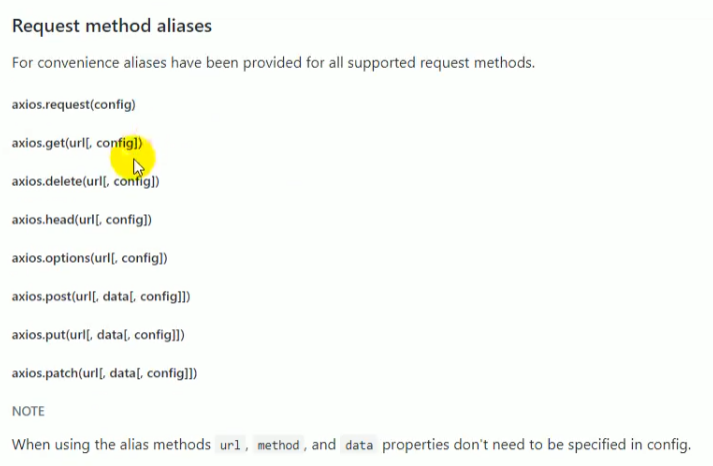 Request method aliases
For convenience aliases have been provided for all supported request methods.
axios.request(config)
axios.get(url[, config])
axios.delete(url[, config])
axios.head(url[, config])
axios.options(url[, config])
axios.post(url[, data[, config]])
axios.put(url[, data[, config]])
axios.patch(url[, data[, config]])
NOTE
When using the alias methods url, method, and data properties don't need to be specified in config.